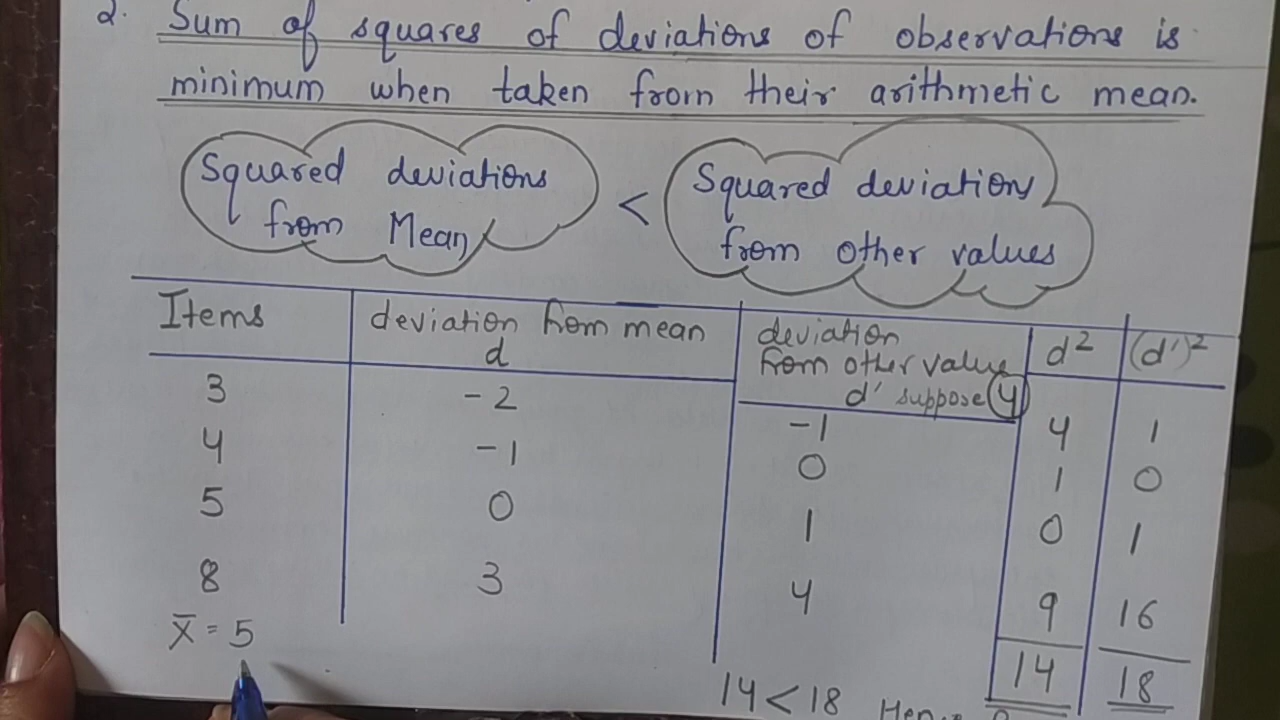 2. Sum of squares of deviations of observations is
minimum when taken from their arithmetic mean.
Squared deviations
from Mean
<
Squared deviations
from other values
Items | deviation from mean d | deviation from other value d' suppose (4) | d² | (d')²
3 | -2 | -1 | 4 | 1
4 | -1 | 0 | 1 | 0
5 | 0 | 1 | 0 | 1
8 | 3 | 4 | 9 | 16
X̄ = 5 | 14 | 18
14 < 18